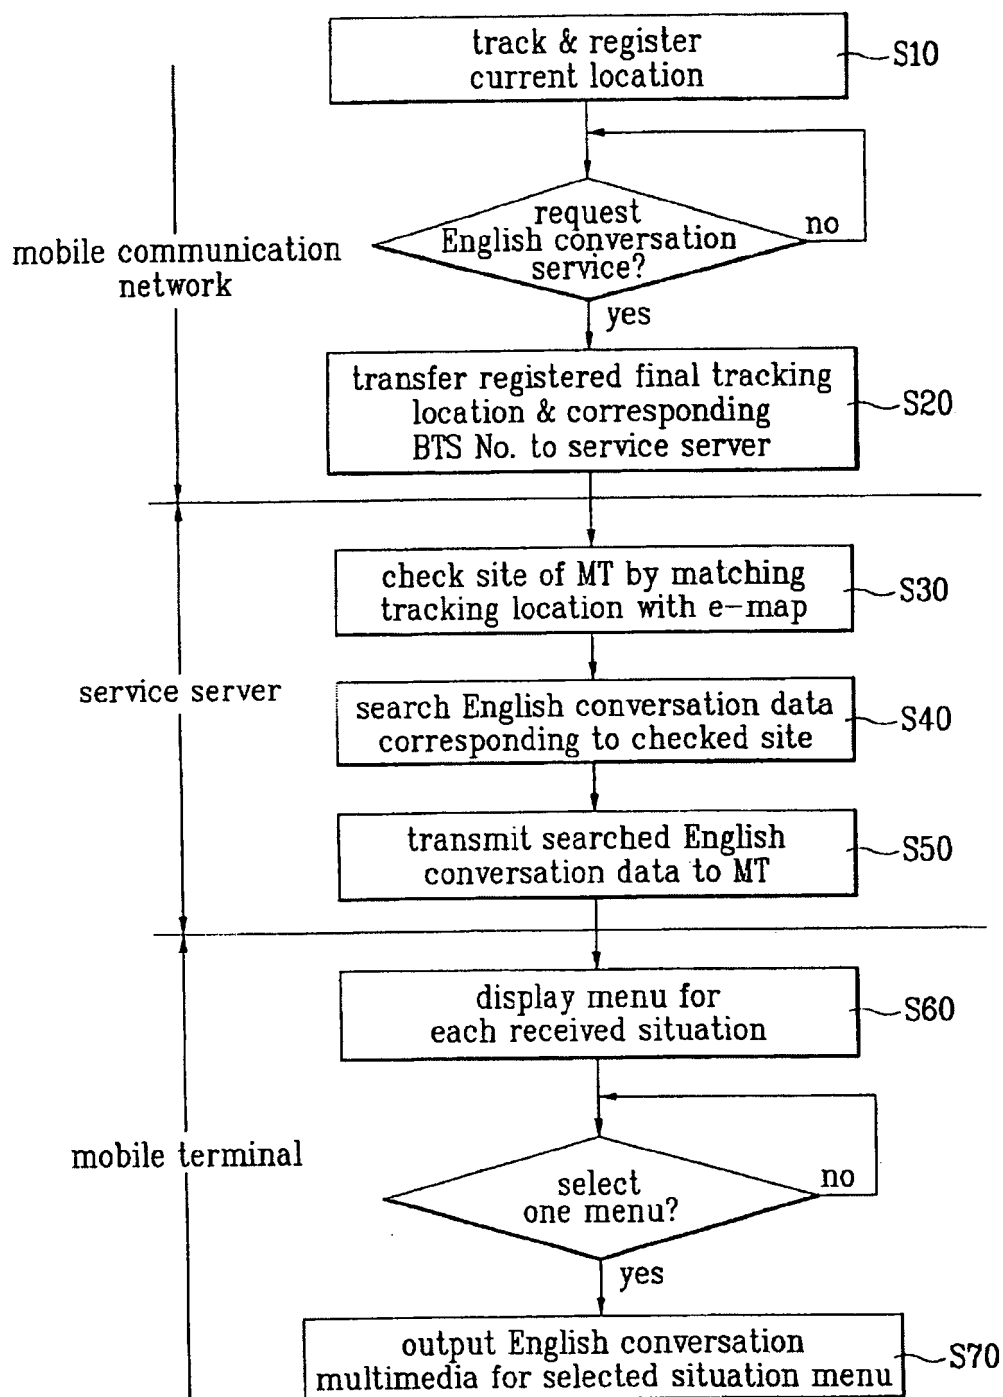 track & register
current location
S10
request
English conversation
service?
no
mobile communication
network
yes
transfer registered final tracking
location & corresponding
BTS No. to service server
S20
check site of MT by matching
tracking location with e-map
S30
service server
search English conversation data
corresponding to checked site
S40
transmit searched English
conversation data to MT
S50
display menu for
each received situation
S60
mobile terminal
select
one menu?
no
yes
output English conversation
multimedia for selected situation menu
S70